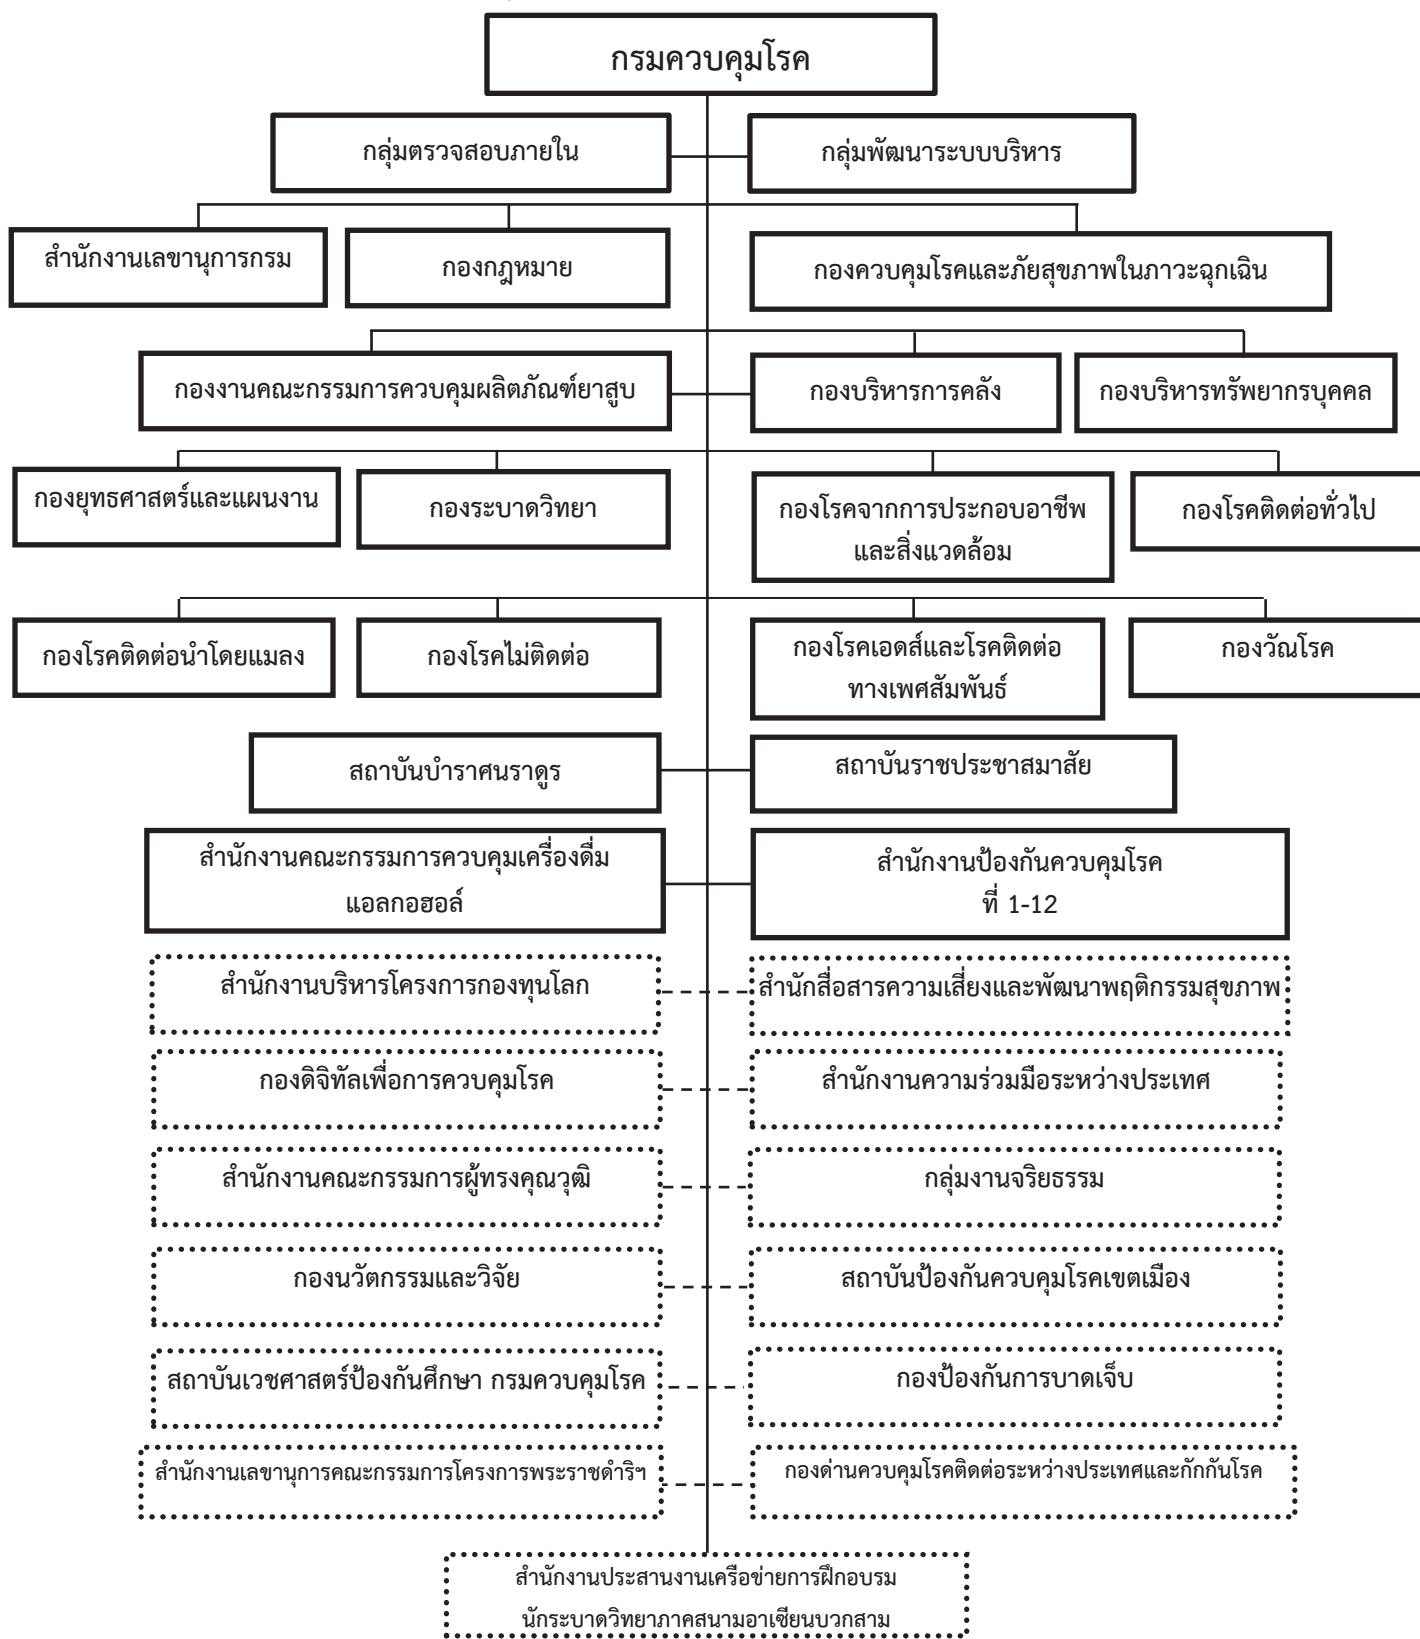 กรมควบคุมโรค
กลุ่มตรวจสอบภายใน
กลุ่มพัฒนาระบบบริหาร
สำนักงานเลขานุการกรม
กองกฎหมาย
กองควบคุมโรคและภัยสุขภาพในภาวะฉุกเฉิน
กองงานคณะกรรมการควบคุมผลิตภัณฑ์ยาสูบ
กองบริหารการคลัง
กองบริหารทรัพยากรบุคคล
กองยุทธศาสตร์และแผนงาน
กองระบาดวิทยา
กองโรคจากการประกอบอาชีพ
และสิ่งแวดล้อม
กองโรคติดต่อทั่วไป
กองโรคติดต่อนำโดยแมลง
กองโรคไม่ติดต่อ
กองโรคเอดส์และโรคติดต่อ
ทางเพศสัมพันธ์
กองวัณโรค
สถาบันบำราศนราดูร
สถาบันราชประชาสมาสัย
สำนักงานคณะกรรมการควบคุมเครื่องดื่ม
แอลกอฮอล์
สำนักงานป้องกันควบคุมโรค
ที่ 1-12
สำนักงานบริหารโครงการกองทุนโลก
สำนักสื่อสารความเสี่ยงและพัฒนาพฤติกรรมสุขภาพ
กองดิจิทัลเพื่อการควบคุมโรค
สำนักงานความร่วมมือระหว่างประเทศ
สำนักงานคณะกรรมการผู้ทรงคุณวุฒิ
กลุ่มงานจริยธรรม
กองนวัตกรรมและวิจัย
สถาบันป้องกันควบคุมโรคเขตเมือง
สถาบันเวชศาสตร์ป้องกันศึกษา กรมควบคุมโรค
กองป้องกันการบาดเจ็บ
สำนักงานเลขานุการคณะกรรมการโครงการพระราชดำริฯ
กองด่านควบคุมโรคติดต่อระหว่างประเทศและกักกันโรค
สำนักงานประสานงานเครือข่ายการฝึกอบรม
นักระบาดวิทยาภาคสนามอาเซียนบวกสาม